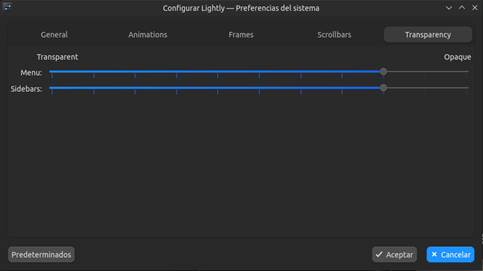 Configurar Lightly — Preferencias del sistema
General Animations Frames Scrollbars Transparency
Transparent Opaque
Menu:
Sidebars:
Predeterminados Aceptar Cancelar